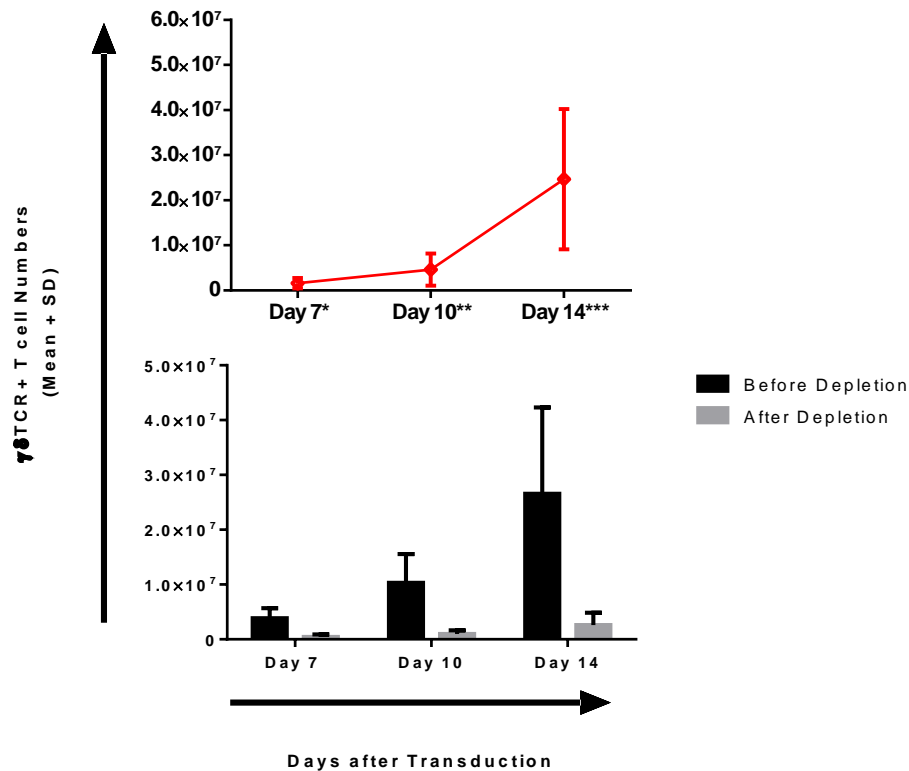 6.0×10⁷
5.0×10⁷
4.0×10⁷
3.0×10⁷
2.0×10⁷
1.0×10⁷
0
Day 7*
Day 10**
Day 14***
γδTCR+ T cell Numbers
(Mean + SD)
5.0×10⁷
4.0×10⁷
3.0×10⁷
2.0×10⁷
1.0×10⁷
0
Day 7
Day 10
Day 14
Before Depletion
After Depletion
Days after Transduction